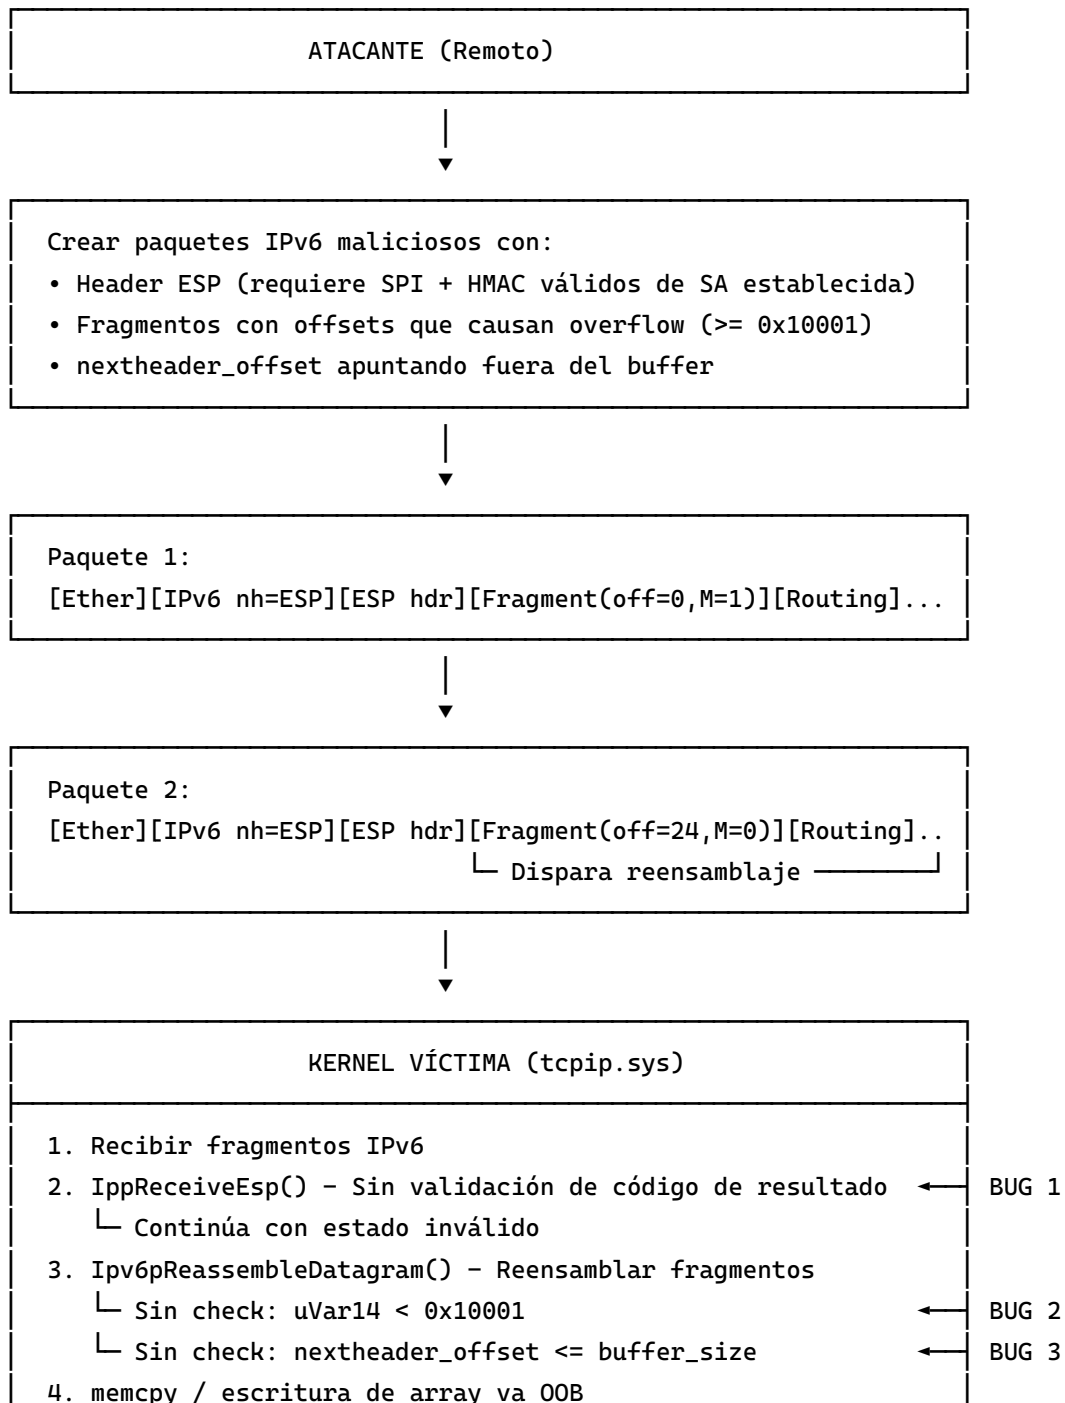 ATACANTE (Remoto)
Crear paquetes IPv6 maliciosos con:
• Header ESP (requiere SPI + HMAC válidos de SA establecida)
• Fragmentos con offsets que causan overflow (>= 0x10001)
• nextheader_offset apuntando fuera del buffer
Paquete 1:
[Ether][IPv6 nh=ESP][ESP hdr][Fragment(off=0,M=1)][Routing]...
Paquete 2:
[Ether][IPv6 nh=ESP][ESP hdr][Fragment(off=24,M=0)][Routing]..
Dispara reensamblaje
KERNEL VÍCTIMA (tcpip.sys)
1. Recibir fragmentos IPv6
2. IppReceiveEsp() – Sin validación de código de resultado BUG 1
Continúa con estado inválido
3. Ipv6pReassembleDatagram() – Reensamblar fragmentos
Sin check: uVar14 < 0x10001 BUG 2
Sin check: nextheader_offset <= buffer_size BUG 3
4. memcpy / escritura de array va OOB